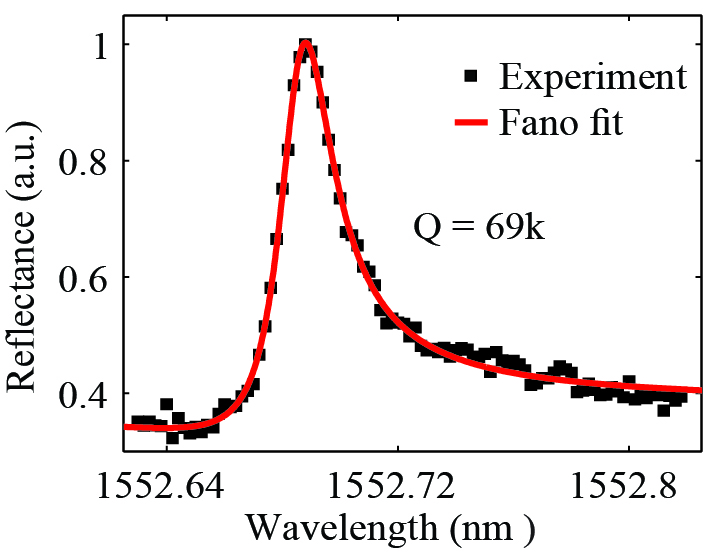 Reflectance (a.u.)
1
0.8
0.6
0.4
Experiment
Fano fit
Q = 69k
1552.64
1552.72
1552.8
Wavelength (nm )